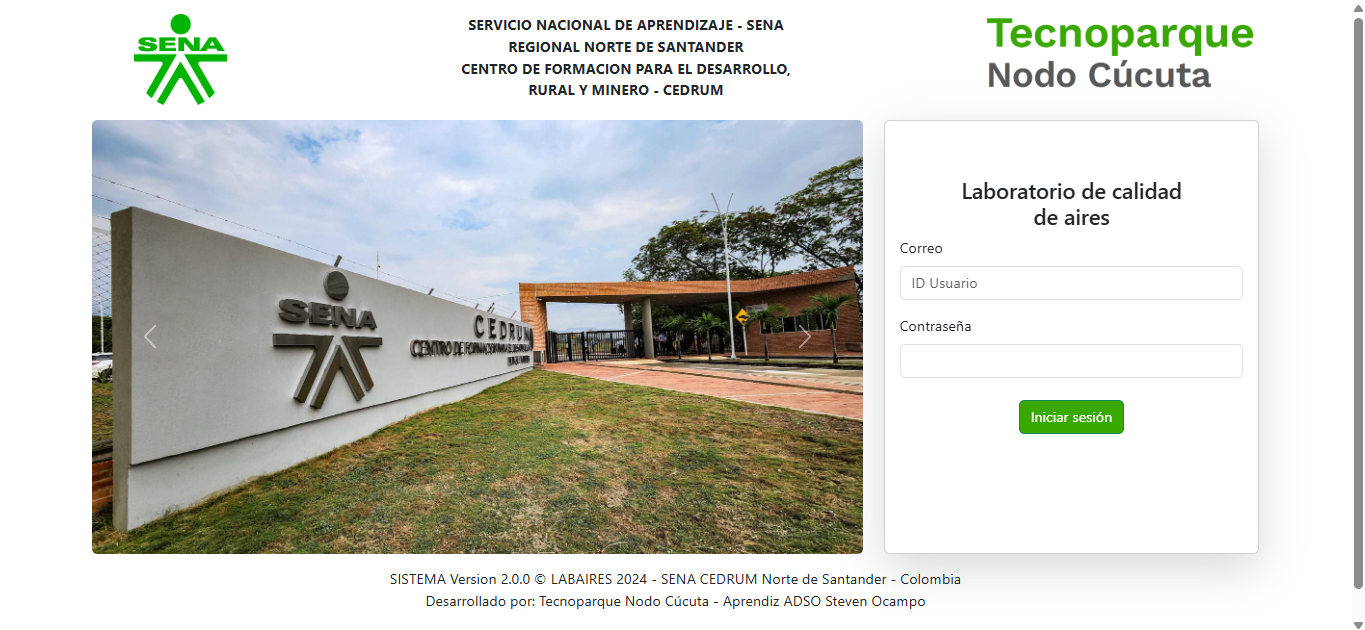 SENA
SERVICIO NACIONAL DE APRENDIZAJE - SENA
REGIONAL NORTE DE SANTANDER
CENTRO DE FORMACION PARA EL DESARROLLO,
RURAL Y MINERO - CEDRUM
Tecnoparque
Nodo Cúcuta
SENA
CEDRUM
CENTRO DE FORMACION PARA EL
Laboratorio de calidad
de aires
Correo
ID Usuario
Contraseña
Iniciar sesión
SISTEMA Version 2.0.0 © LABAIRES 2024 - SENA CEDRUM Norte de Santander - Colombia
Desarrollado por: Tecnoparque Nodo Cúcuta - Aprendiz ADSO Steven Ocampo